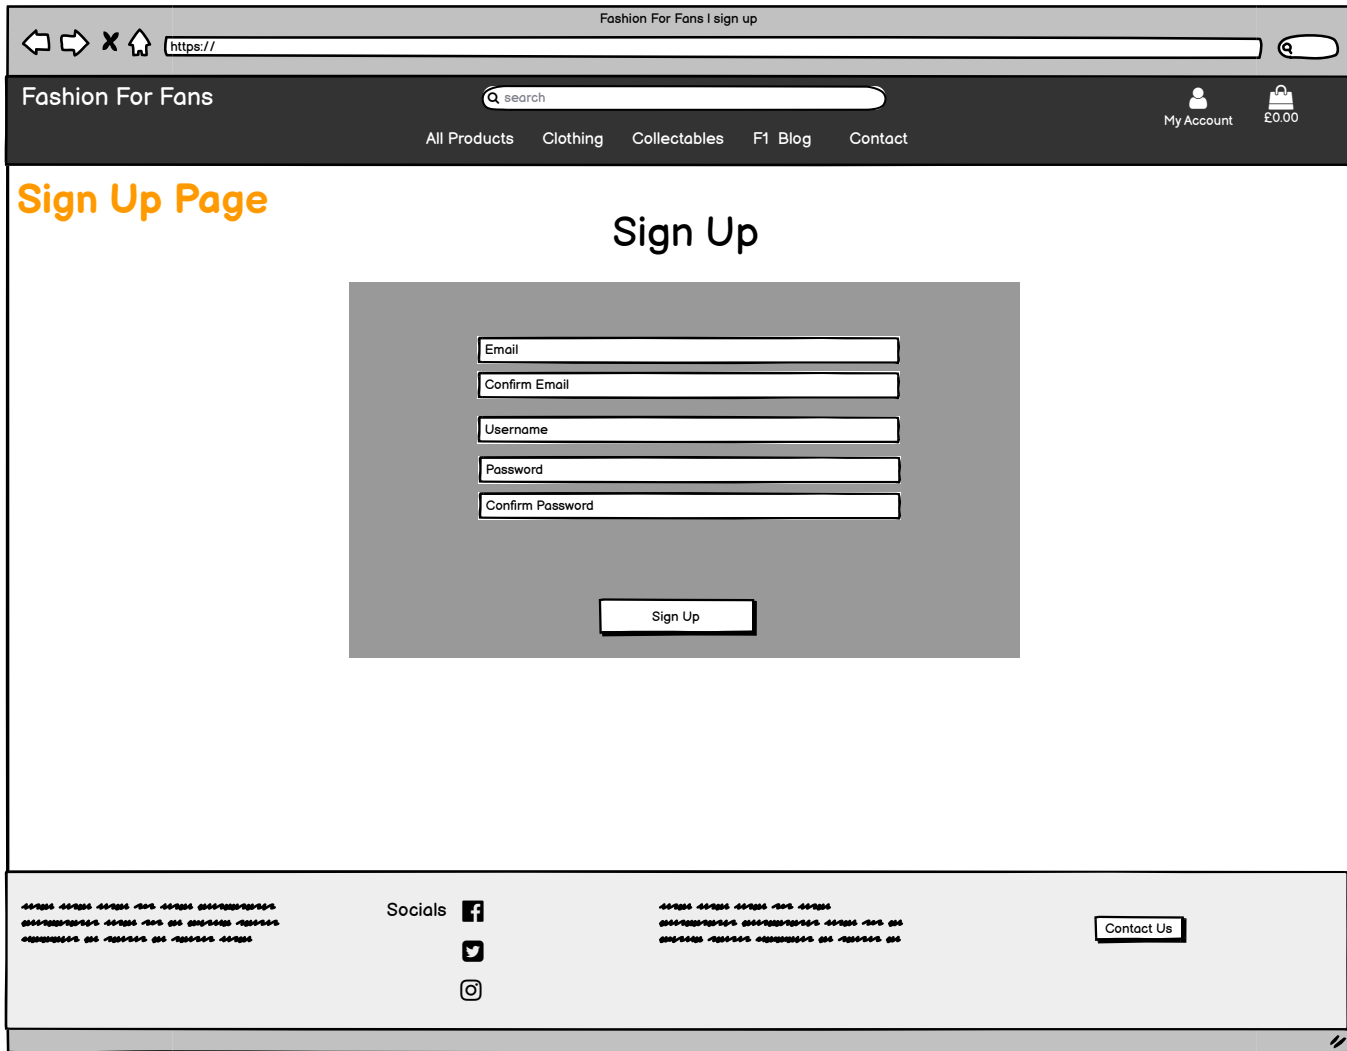 Fashion For Fans | sign up
https://
Fashion For Fans
search
My Account
£0.00
All Products Clothing Collectables F1 Blog Contact
Sign Up Page
Sign Up
Email
Confirm Email
Username
Password
Confirm Password
Sign Up
Socials
Contact Us